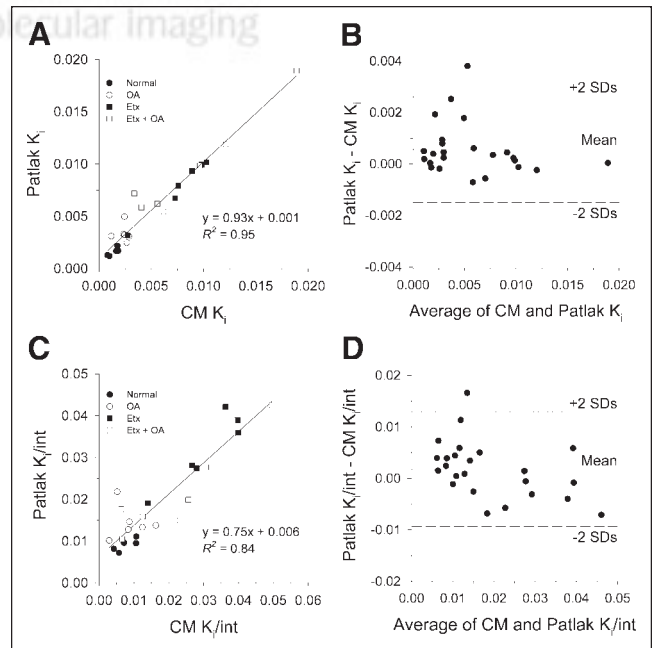 lecular imaging
A
0.020
0.015
0.010
0.005
0.000
Patlak Ki
Normal
OA
Etx
Etx + OA
y = 0.93x + 0.001
R² = 0.95
0.000 0.005 0.010 0.015 0.020
CM Ki
B
0.004
0.002
0.000
-0.002
-0.004
Patlak Ki - CM Ki
+2 SDs
Mean
-2 SDs
0.000 0.005 0.010 0.015 0.020
Average of CM and Patlak Ki
C
0.05
0.04
0.03
0.02
0.01
0.00
Patlak Ki/int
Normal
OA
Etx
Etx + OA
y = 0.75x + 0.006
R² = 0.84
0.00 0.01 0.02 0.03 0.04 0.05 0.06
CM Ki/int
D
0.02
0.01
0.00
-0.01
-0.02
Patlak Ki/int - CM Ki/int
+2 SDs
Mean
-2 SDs
0.00 0.01 0.02 0.03 0.04 0.05
Average of CM and Patlak Ki/int